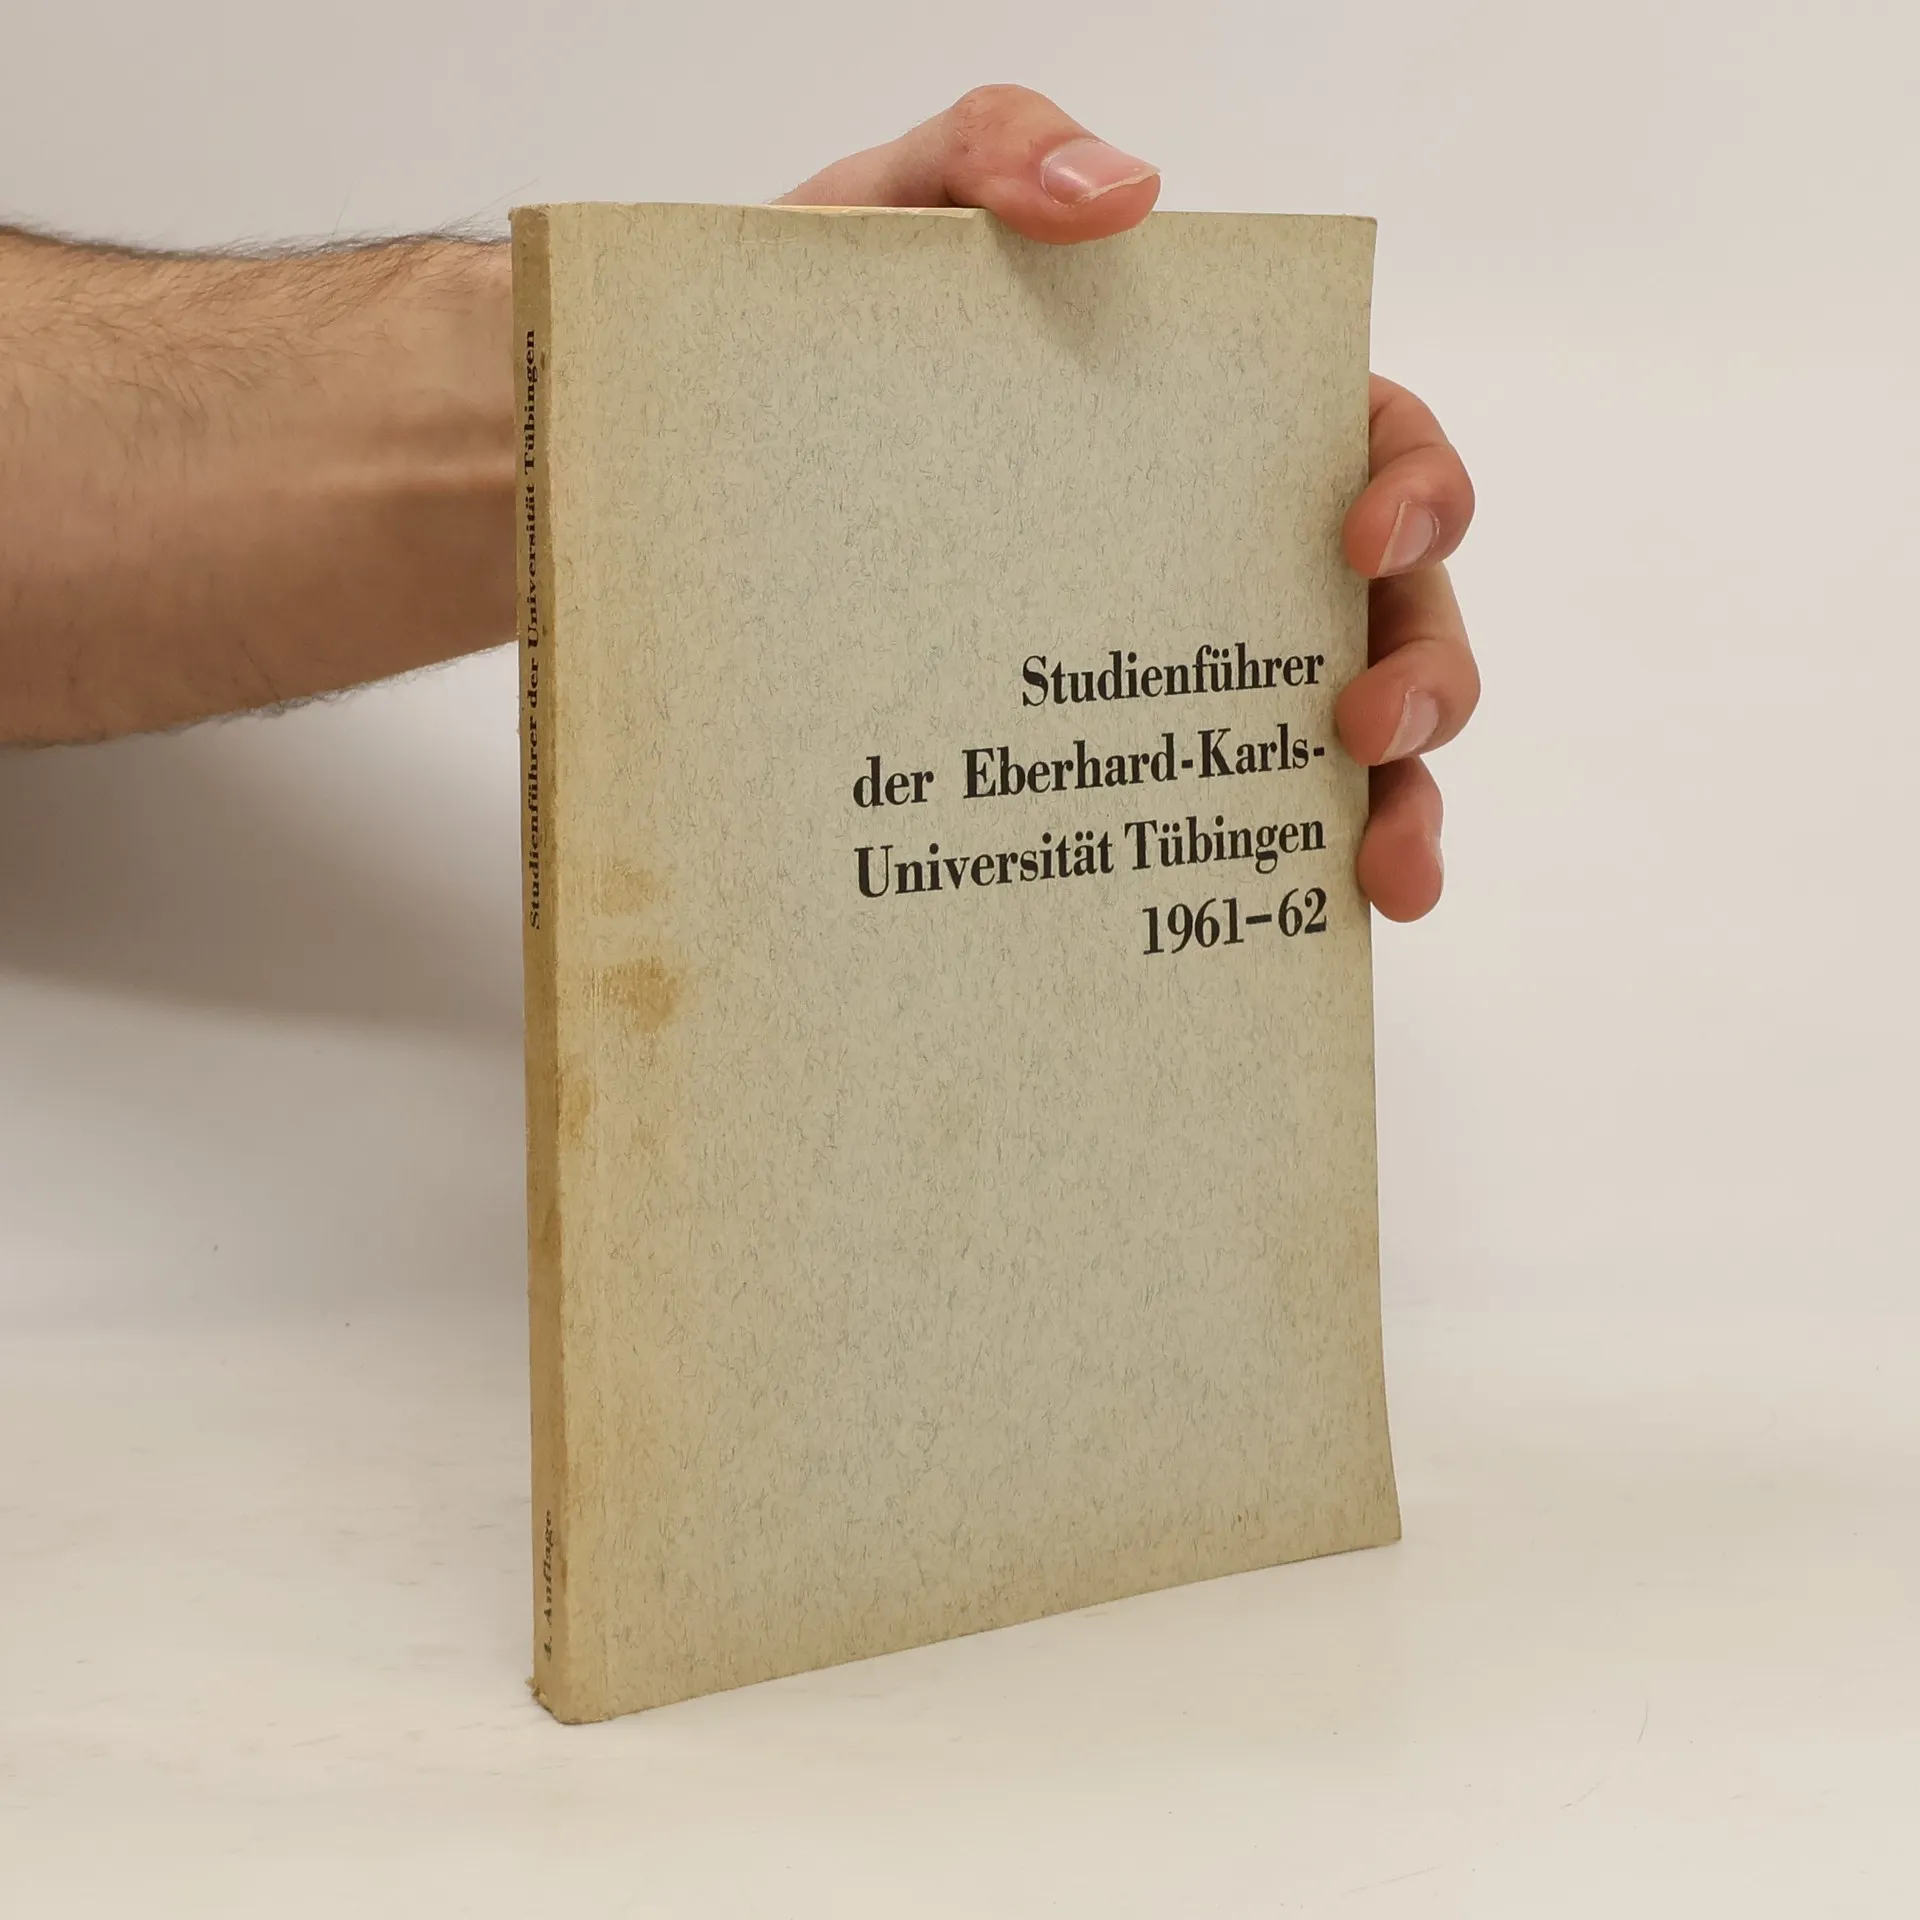 Studienführer der Universität Tübingen
4. Auflage
Studienführer
der Eberhard-Karls-
Universität Tübingen
1961–62